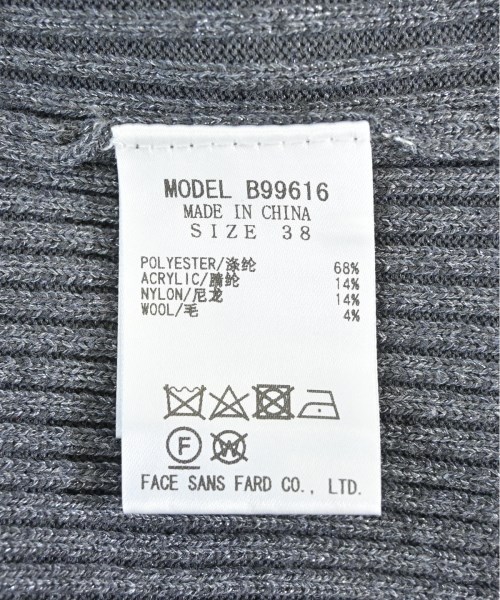 MODEL B99616
MADE IN CHINA
SIZE 38
POLYESTER/涤纶 68%
ACRYLIC/腈纶 14%
NYLON/尼龙 14%
WOOL/毛 4%
F W
FACE SANS FARD CO., LTD.